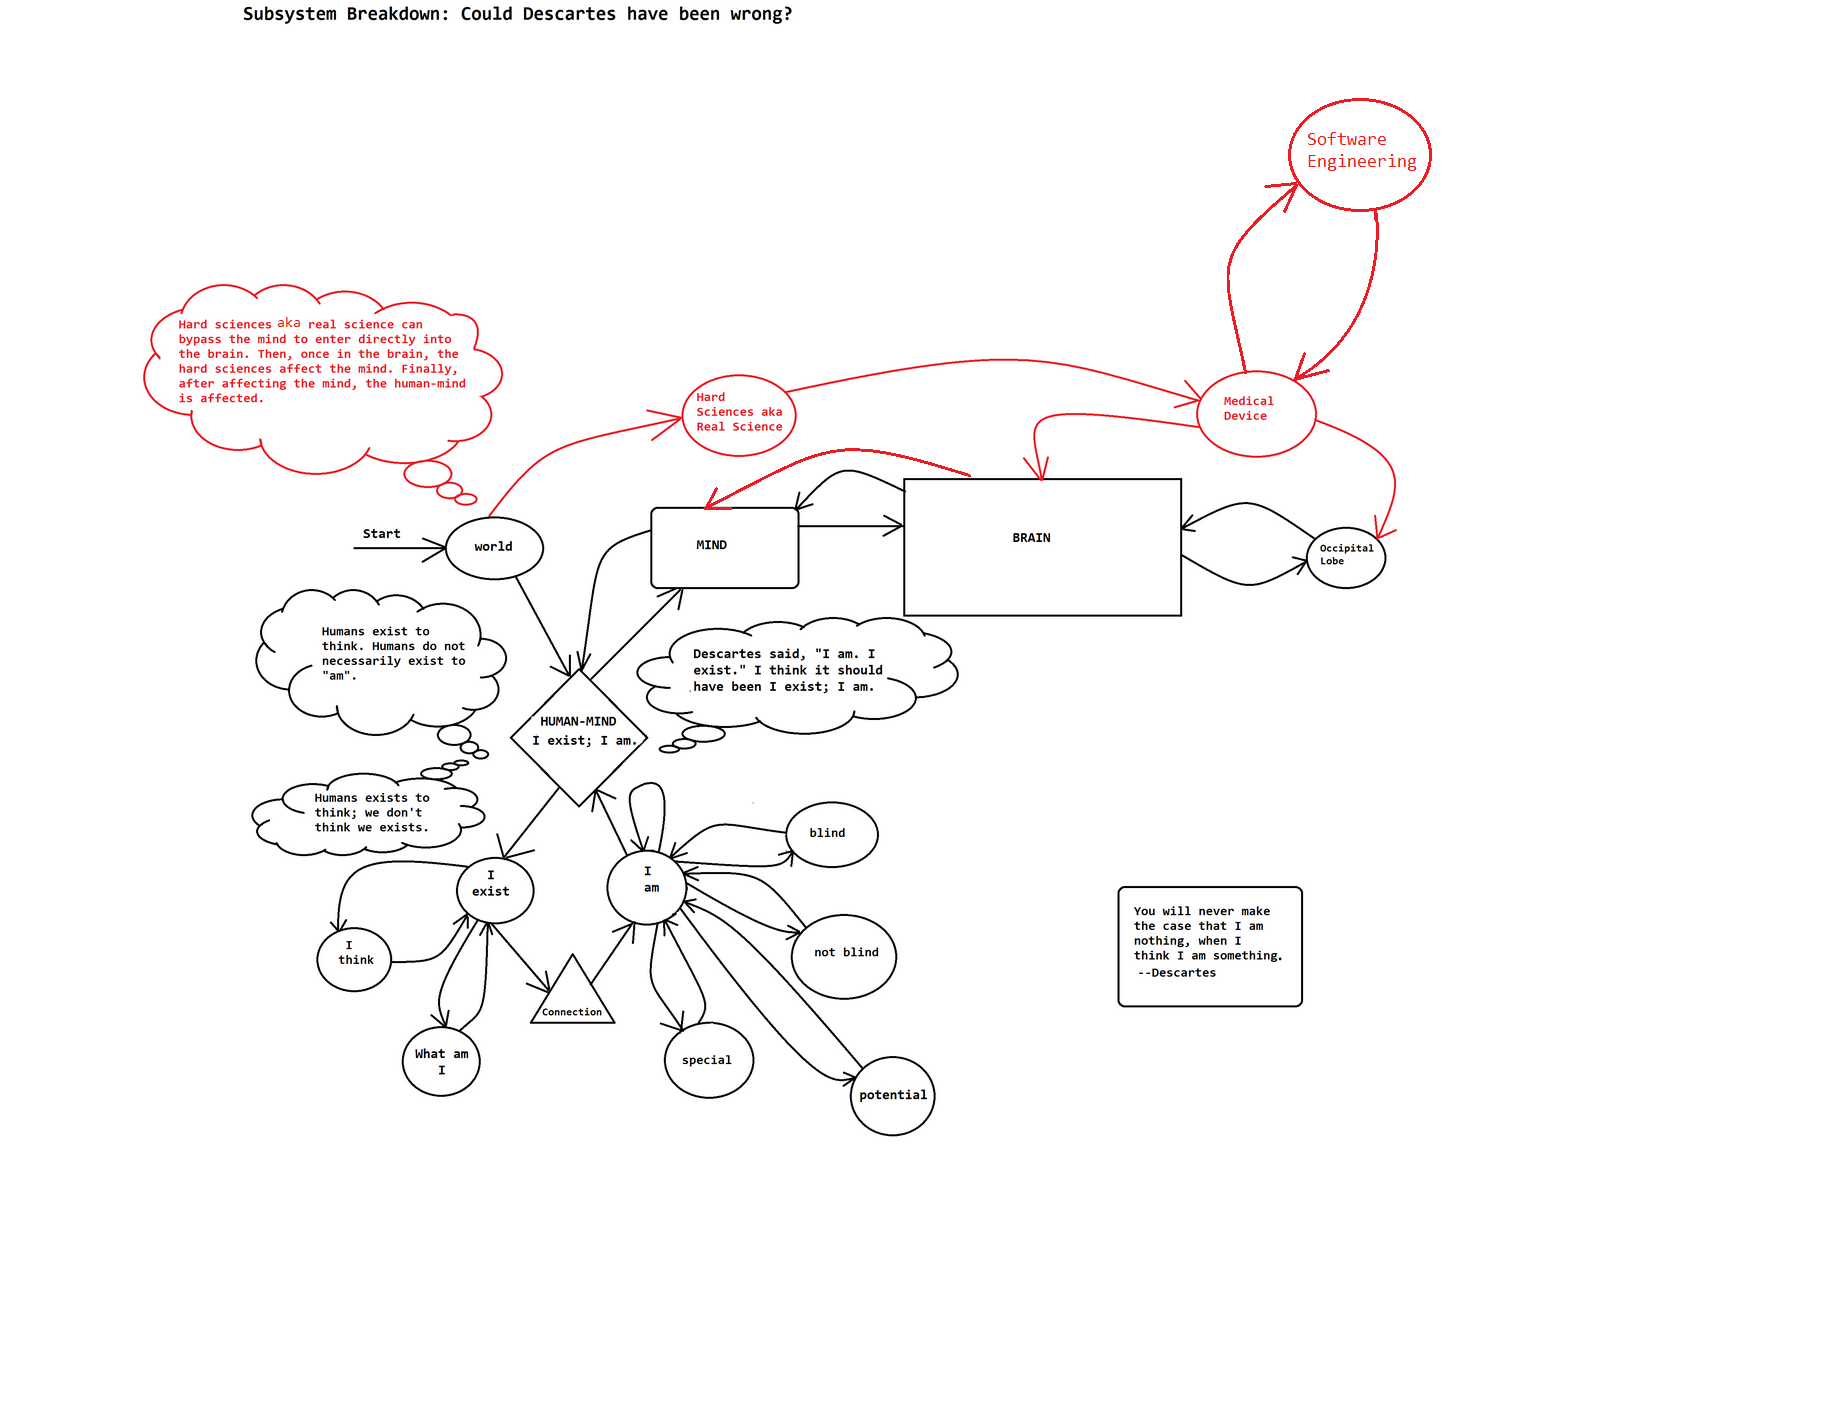 Subsystem Breakdown: Could Descartes have been wrong?
Software
Engineering
Hard sciences aka real science can
bypass the mind to enter directly into
the brain. Then, once in the brain, the
hard sciences affect the mind. Finally,
after affecting the mind, the human-mind
is affected.
Hard
Sciences aka
Real Science
Medical
Device
Start
world
MIND
BRAIN
Occipital
Lobe
Humans exist to
think. Humans do not
necessarily exist to
"am".
Descartes said, "I am. I
exist." I think it should
have been I exist; I am.
HUMAN-MIND
I exist; I am.
Humans exists to
think; we don't
think we exists.
I
exist
I
am
blind
not blind
I
think
Connection
What am
I
special
potential
You will never make
the case that I am
nothing, when I
think I am something.
--Descartes